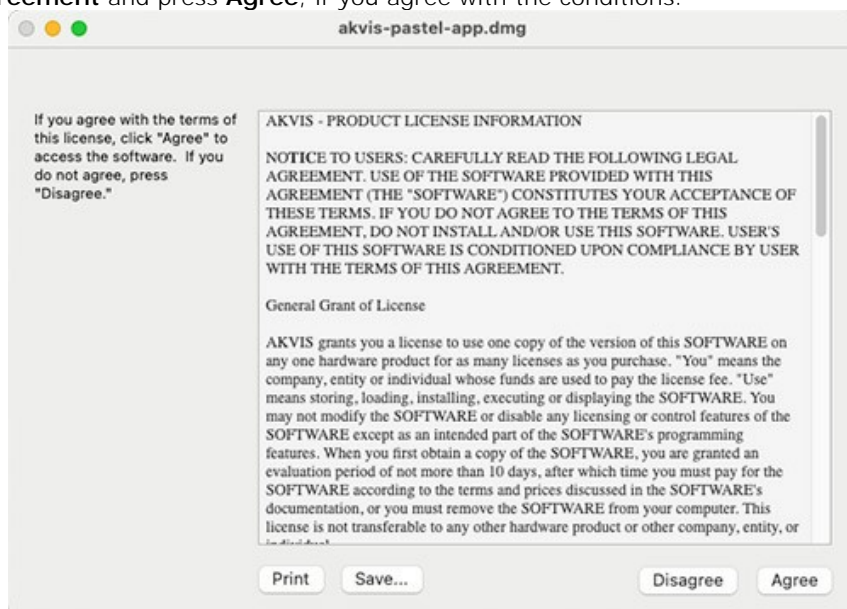 reement and press Agree, if you agree with the conditions.
akvis-pastel-app.dmg
If you agree with the terms of
this license, click "Agree" to
access the software. If you
do not agree, press
"Disagree."
AKVIS - PRODUCT LICENSE INFORMATION
NOTICE TO USERS: CAREFULLY READ THE FOLLOWING LEGAL
AGREEMENT. USE OF THE SOFTWARE PROVIDED WITH THIS
AGREEMENT (THE "SOFTWARE") CONSTITUTES YOUR ACCEPTANCE OF
THESE TERMS. IF YOU DO NOT AGREE TO THE TERMS OF THIS
AGREEMENT, DO NOT INSTALL AND/OR USE THIS SOFTWARE. USER'S
USE OF THIS SOFTWARE IS CONDITIONED UPON COMPLIANCE BY USER
WITH THE TERMS OF THIS AGREEMENT.
General Grant of License
AKVIS grants you a license to use one copy of the version of this SOFTWARE on
any one hardware product for as many licenses as you purchase. "You" means the
company, entity or individual whose funds are used to pay the license fee. "Use"
means storing, loading, installing, executing or displaying the SOFTWARE. You
may not modify the SOFTWARE or disable any licensing or control features of the
SOFTWARE except as an intended part of the SOFTWARE's programming
features. When you first obtain a copy of the SOFTWARE, you are granted an
evaluation period of not more than 10 days, after which time you must pay for the
SOFTWARE according to the terms and prices discussed in the SOFTWARE's
documentation, or you must remove the SOFTWARE from your computer. This
license is not transferable to any other hardware product or other company, entity, or
Print Save... Disagree Agree